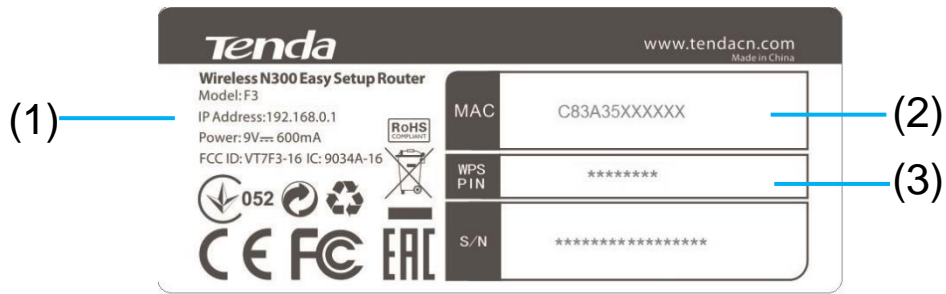 Tenda
www.tendacn.com
Made in China
Wireless N300 Easy Setup Router
Model: F3
(1)
IP Address:192.168.0.1
Power: 9V⎓ 600mA
FCC ID: VT7F3-16 IC: 9034A-16
RoHS
COMPLIANT
052
CE FC EAC
MAC
C83A35XXXXXX
(2)
WPS
PIN
********
(3)
S/N
*****************